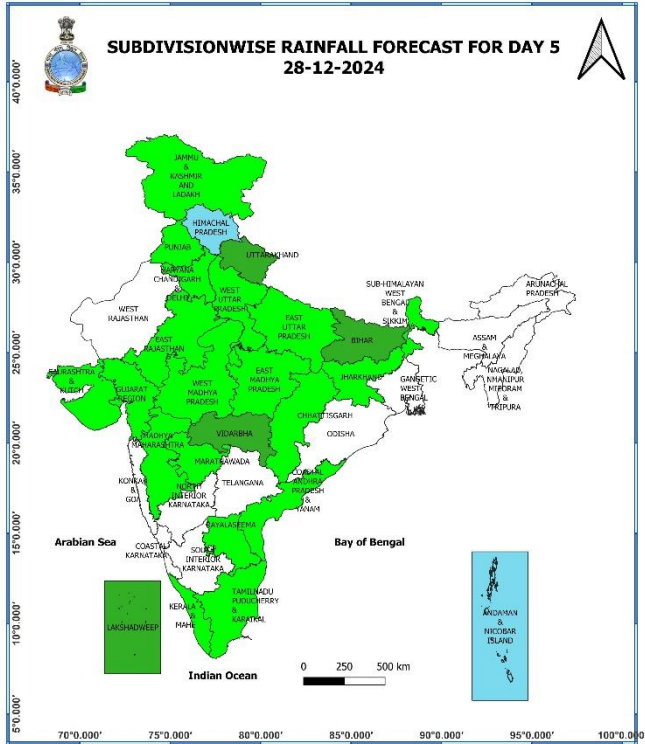 SUBDIVISIONWISE RAINFALL FORECAST FOR DAY 5
28-12-2024
40°0.000'
35°0.000'
30°0.000'
25°0.000'
20°0.000'
15°0.000'
10°0.000'
5°0.000'
JAMMU
&
KASHMIR
AND
LADAKH
HIMACHAL
PRADESH
PUNJAB
UTTARAKHAND
HARYANA
CHANDIGARH
&
DELHI
WEST
UTTAR
PRADESH
WEST
RAJASTHAN
EAST
RAJASTHAN
EAST
UTTAR
PRADESH
SUB-HIMALAYAN
WEST
BENGAL
&
SIKKIM
ARUNACHAL
PRADESH
BIHAR
ASSAM
&
MEGHALAYA
NAGALAD,
NMANIPUR
MIZORAM
&
TRIPURA
SAURASHTRA
&
KUTCH
GUJARAT
REGION
WEST
MADHYA
PRADESH
EAST
MADHYA
PRADESH
JHARKHAND
GANGETIC
WEST
BENGAL
CHHATTISGARH
ODISHA
MADHYA
MAHARASHTRA
VIDARBHA
MARATHAWADA
KONKAN
&
GOA
NORTH
INTERIOR
KARNATAKA
TELANGANA
COASTAL
ANDHRA
PRADESH
&
YANAM
RAYALASEEMA
COASTAL
KARNATAKA
SOUTH
INTERIOR
KARNATAKA
Arabian Sea
Bay of Bengal
TAMILNADU
PUDUCHERRY
&
KARAIKAL
KERALA
&
MAHE
LAKSHADWEEP
ANDAMAN
&
NICOBAR
ISLAND
Indian Ocean
0 250 500 km
70°0.000' 75°0.000' 80°0.000' 85°0.000' 90°0.000' 95°0.000' 100°0.000'